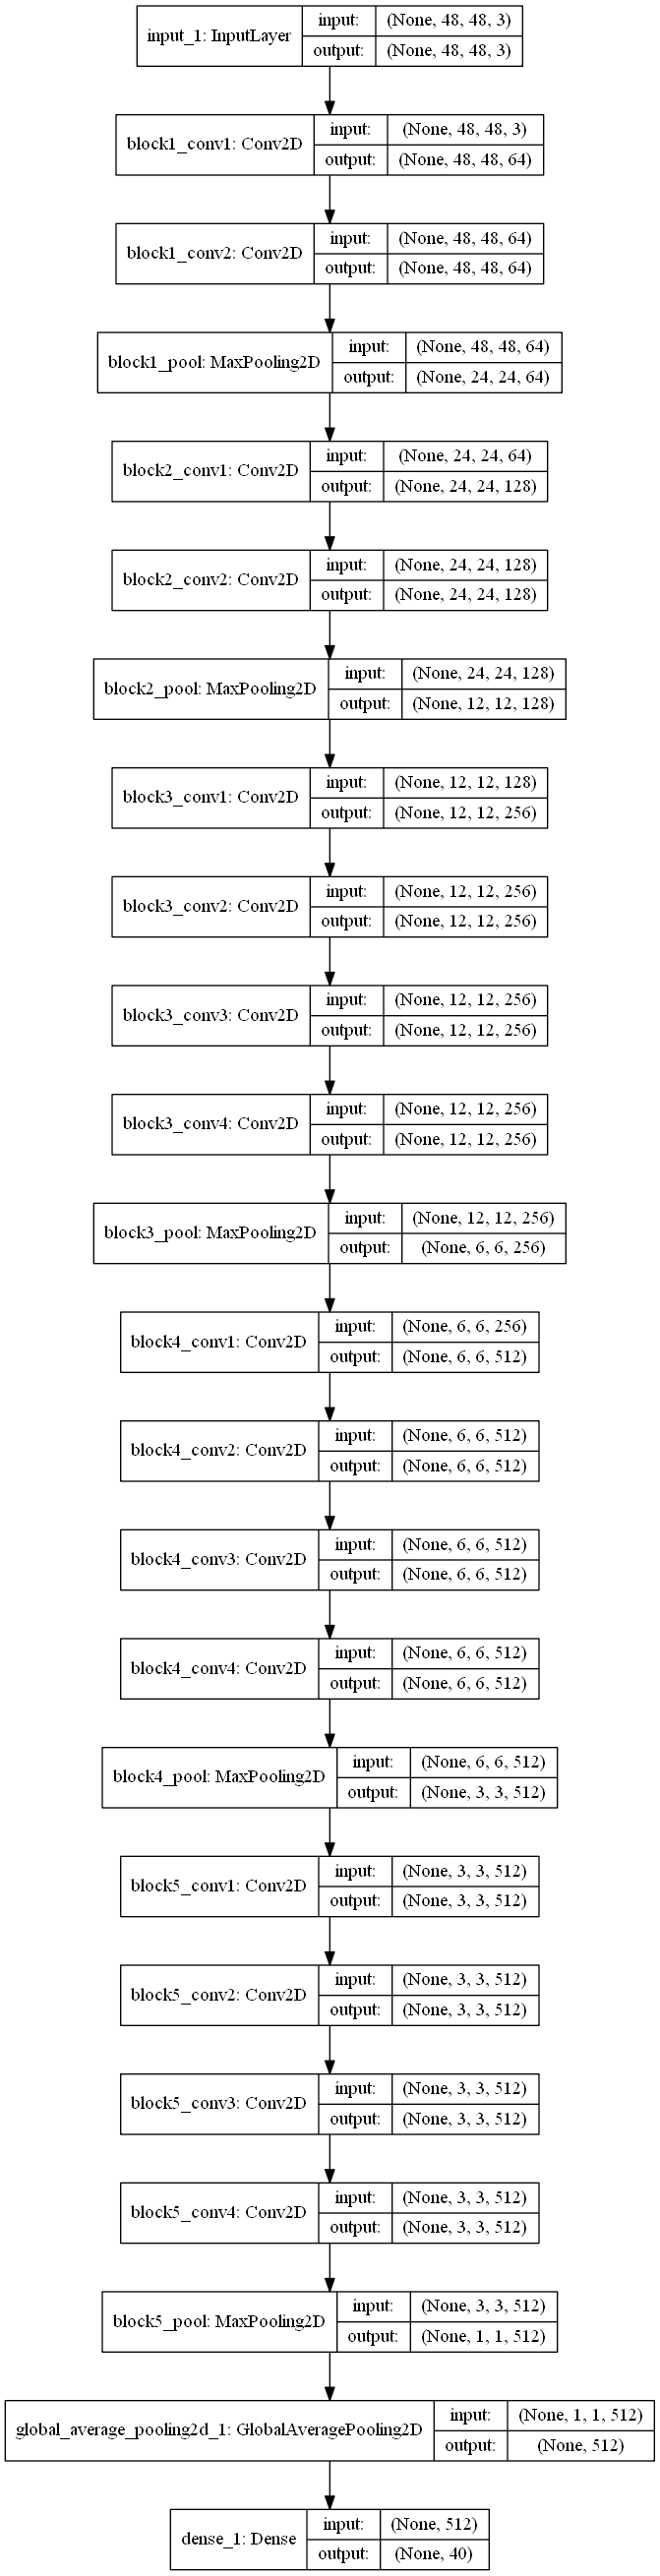 input_1: InputLayer
input: (None, 48, 48, 3)
output: (None, 48, 48, 3)
block1_conv1: Conv2D
input: (None, 48, 48, 3)
output: (None, 48, 48, 64)
block1_conv2: Conv2D
input: (None, 48, 48, 64)
output: (None, 48, 48, 64)
block1_pool: MaxPooling2D
input: (None, 48, 48, 64)
output: (None, 24, 24, 64)
block2_conv1: Conv2D
input: (None, 24, 24, 64)
output: (None, 24, 24, 128)
block2_conv2: Conv2D
input: (None, 24, 24, 128)
output: (None, 24, 24, 128)
block2_pool: MaxPooling2D
input: (None, 24, 24, 128)
output: (None, 12, 12, 128)
block3_conv1: Conv2D
input: (None, 12, 12, 128)
output: (None, 12, 12, 256)
block3_conv2: Conv2D
input: (None, 12, 12, 256)
output: (None, 12, 12, 256)
block3_conv3: Conv2D
input: (None, 12, 12, 256)
output: (None, 12, 12, 256)
block3_conv4: Conv2D
input: (None, 12, 12, 256)
output: (None, 12, 12, 256)
block3_pool: MaxPooling2D
input: (None, 12, 12, 256)
output: (None, 6, 6, 256)
block4_conv1: Conv2D
input: (None, 6, 6, 256)
output: (None, 6, 6, 512)
block4_conv2: Conv2D
input: (None, 6, 6, 512)
output: (None, 6, 6, 512)
block4_conv3: Conv2D
input: (None, 6, 6, 512)
output: (None, 6, 6, 512)
block4_conv4: Conv2D
input: (None, 6, 6, 512)
output: (None, 6, 6, 512)
block4_pool: MaxPooling2D
input: (None, 6, 6, 512)
output: (None, 3, 3, 512)
block5_conv1: Conv2D
input: (None, 3, 3, 512)
output: (None, 3, 3, 512)
block5_conv2: Conv2D
input: (None, 3, 3, 512)
output: (None, 3, 3, 512)
block5_conv3: Conv2D
input: (None, 3, 3, 512)
output: (None, 3, 3, 512)
block5_conv4: Conv2D
input: (None, 3, 3, 512)
output: (None, 3, 3, 512)
block5_pool: MaxPooling2D
input: (None, 3, 3, 512)
output: (None, 1, 1, 512)
global_average_pooling2d_1: GlobalAveragePooling2D
input: (None, 1, 1, 512)
output: (None, 512)
dense_1: Dense
input: (None, 512)
output: (None, 40)